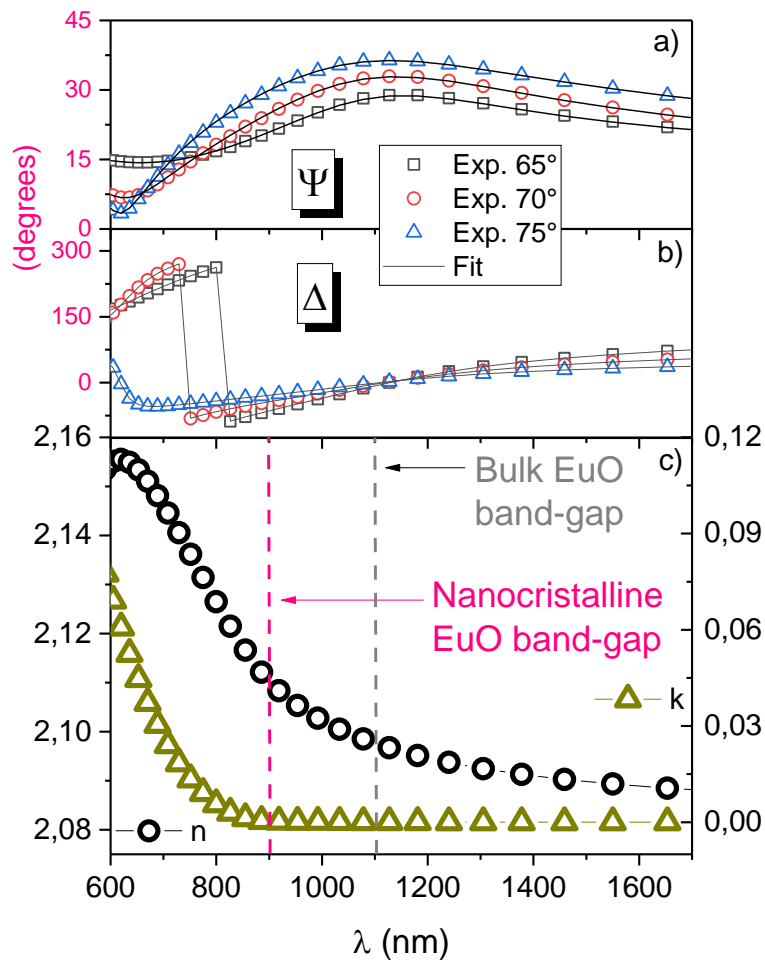 45
30
15
0
a)
Ψ
Exp. 65°
Exp. 70°
Exp. 75°
Fit
(degrees)
300
150
0
b)
Δ
2,16
2,14
2,12
2,10
2,08
c)
Bulk EuO
band-gap
Nanocristalline
EuO band-gap
k
n
0,12
0,09
0,06
0,03
0,00
600 800 1000 1200 1400 1600
λ (nm)